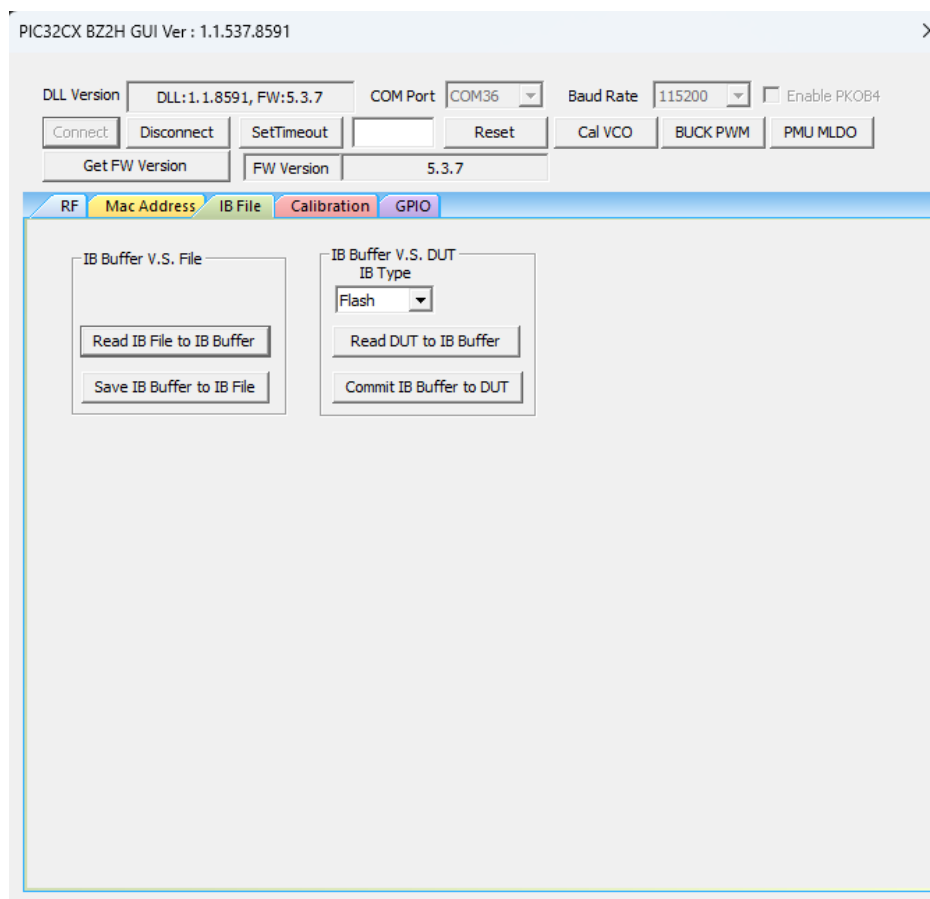 PIC32CX BZ2H GUI Ver : 1.1.537.8591
DLL Version DLL:1.1.8591, FW:5.3.7 COM Port COM36 Baud Rate 115200 Enable PKOB4
Connect Disconnect SetTimeout Reset Cal VCO BUCK PWM PMU MLDO
Get FW Version FW Version 5.3.7
RF Mac Address IB File Calibration GPIO
IB Buffer V.S. File
Read IB File to IB Buffer
Save IB Buffer to IB File
IB Buffer V.S. DUT
IB Type
Flash
Read DUT to IB Buffer
Commit IB Buffer to DUT